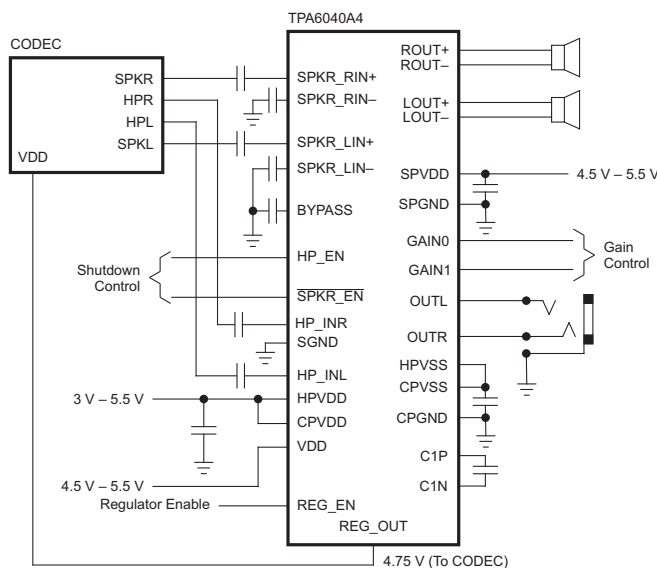 TPA6040A4
CODEC
SPKR
HPR
HPL
SPKL
VDD
SPKR_RIN+
SPKR_RIN–
SPKR_LIN+
SPKR_LIN–
BYPASS
HP_EN
SPKR_EN
HP_INR
SGND
HP_INL
HPVDD
CPVDD
VDD
REG_EN
REG_OUT
Shutdown
Control
3 V – 5.5 V
4.5 V – 5.5 V
Regulator Enable
ROUT+
ROUT–
LOUT+
LOUT–
SPVDD
SPGND
GAIN0
GAIN1
OUTL
OUTR
HPVSS
CPVSS
CPGND
C1P
C1N
4.5 V – 5.5 V
Gain
Control
4.75 V (To CODEC)